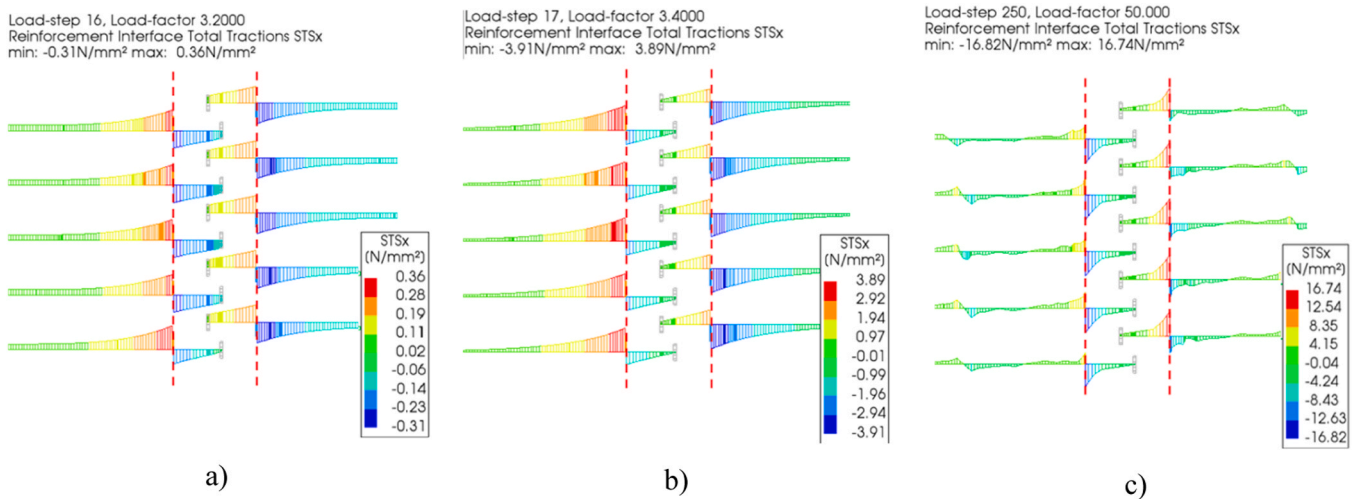 Load-step 16, Load-factor 3.2000
Reinforcement Interface Total Tractions STSx
min: -0.31N/mm² max: 0.36N/mm²
STSx
(N/mm²)
0.36
0.28
0.19
0.11
0.02
-0.06
-0.14
-0.23
-0.31
a)
Load-step 17, Load-factor 3.4000
Reinforcement Interface Total Tractions STSx
min: -3.91N/mm² max: 3.89N/mm²
STSx
(N/mm²)
3.89
2.92
1.94
0.97
-0.01
-0.99
-1.96
-2.94
-3.91
b)
Load-step 250, Load-factor 50.000
Reinforcement Interface Total Tractions STSx
min: -16.82N/mm² max: 16.74N/mm²
STSx
(N/mm²)
16.74
12.54
8.35
4.15
-0.04
-4.24
-8.43
-12.63
-16.82
c)